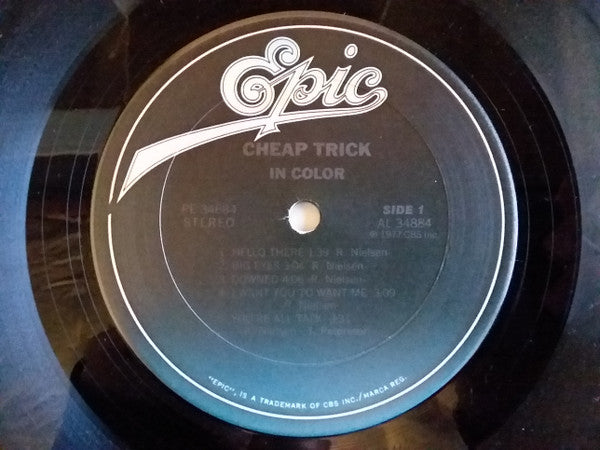 Epic
CHEAP TRICK
IN COLOR
PE 34884
STEREO
SIDE 1
AL 34884
℗ 1977 CBS Inc.
1. HELLO THERE 1:39 R. Nielsen
2. BIG EYES 3:06 R. Nielsen
3. DOWNED 4:06 R. Nielsen
4. I WANT YOU TO WANT ME 3:09
R. Nielsen
5. YOU'RE ALL TALK
R. Nielsen - T. Petersson
"EPIC", IS A TRADEMARK OF CBS INC./MARCA REG.